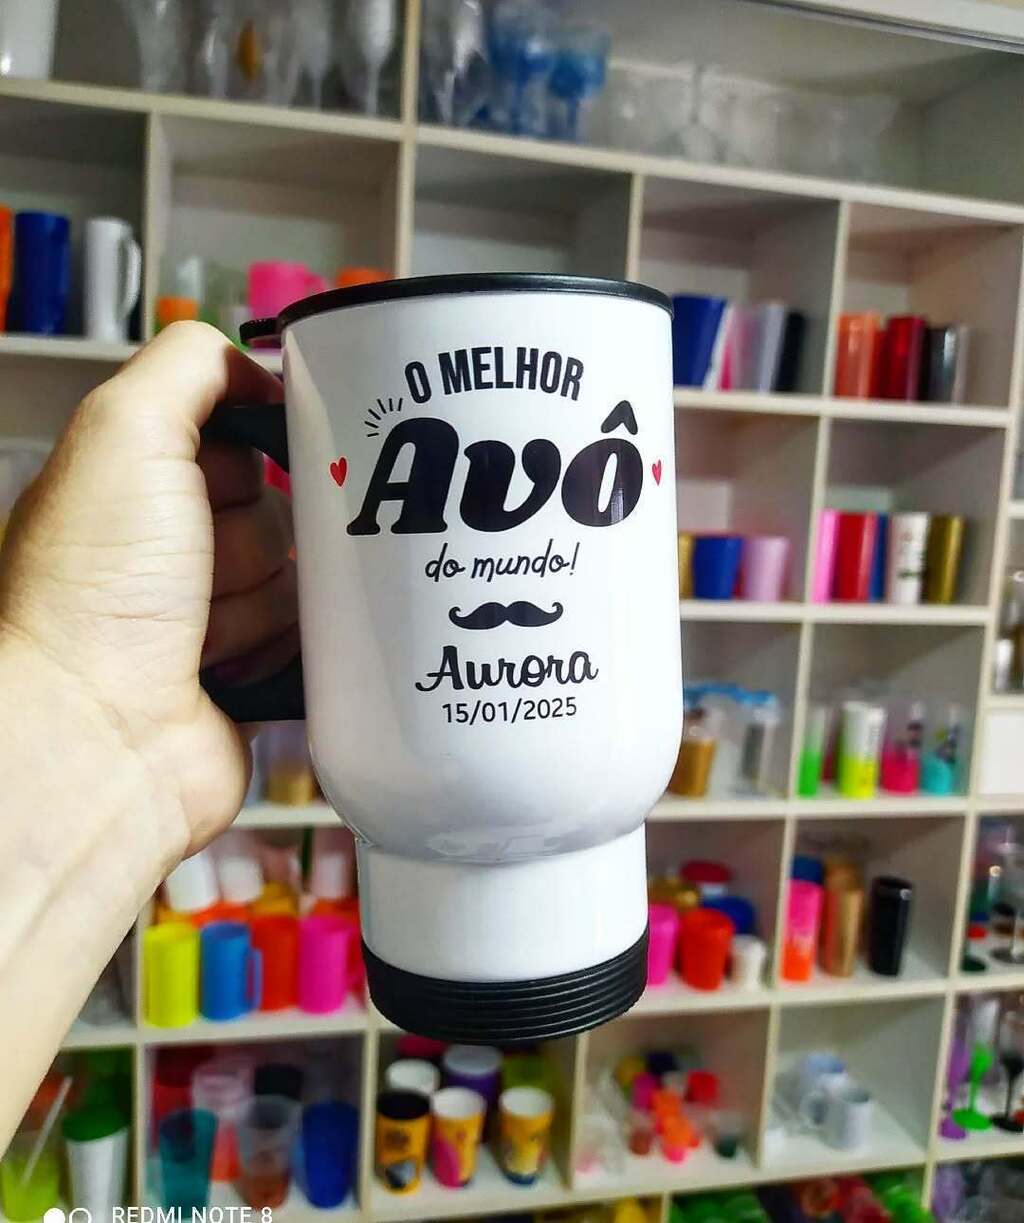 O MELHOR
Avô
do mundo!
Aurora
15/01/2025
REDMI NOTE 8